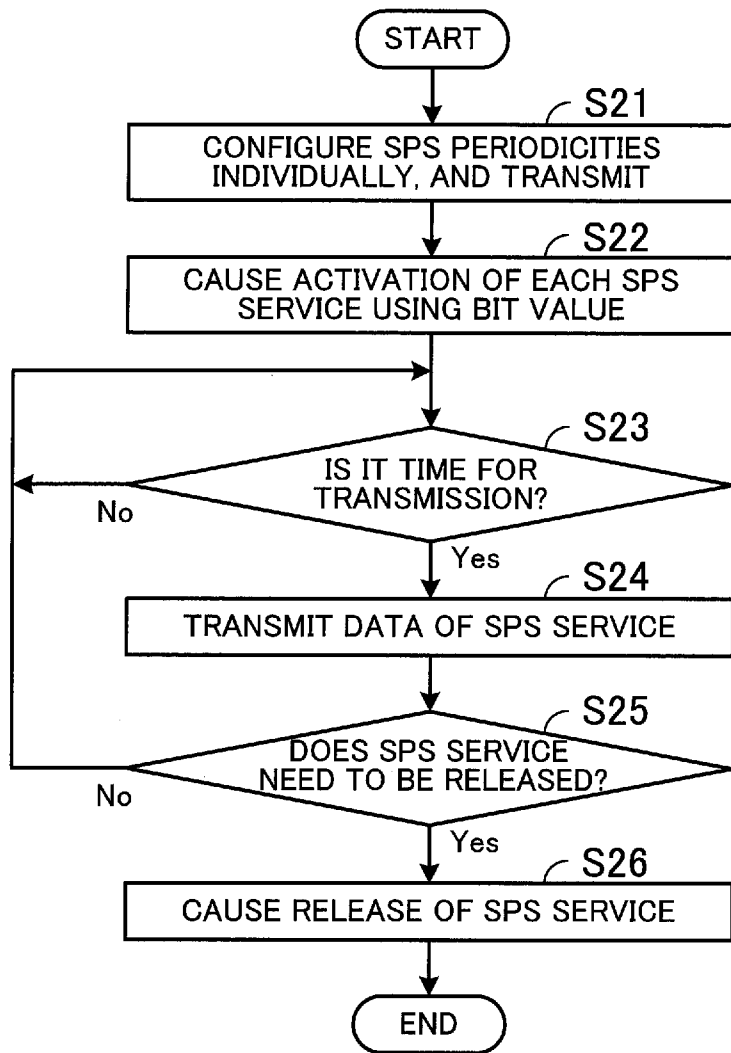 START
S21
CONFIGURE SPS PERIODICITIES
INDIVIDUALLY, AND TRANSMIT
S22
CAUSE ACTIVATION OF EACH SPS
SERVICE USING BIT VALUE
S23
IS IT TIME FOR
TRANSMISSION?
No
Yes
S24
TRANSMIT DATA OF SPS SERVICE
S25
DOES SPS SERVICE
NEED TO BE RELEASED?
No
Yes
S26
CAUSE RELEASE OF SPS SERVICE
END